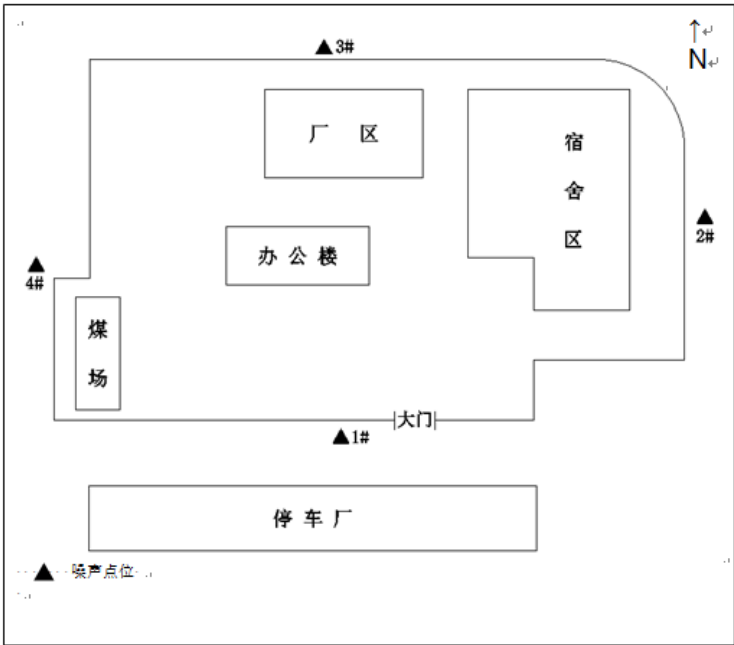 ▲3#
↑
N
厂 区
宿
舍
区
▲
2#
办公楼
▲
4#
煤
场
大门
▲1#
停车厂
▲ 噪声点位